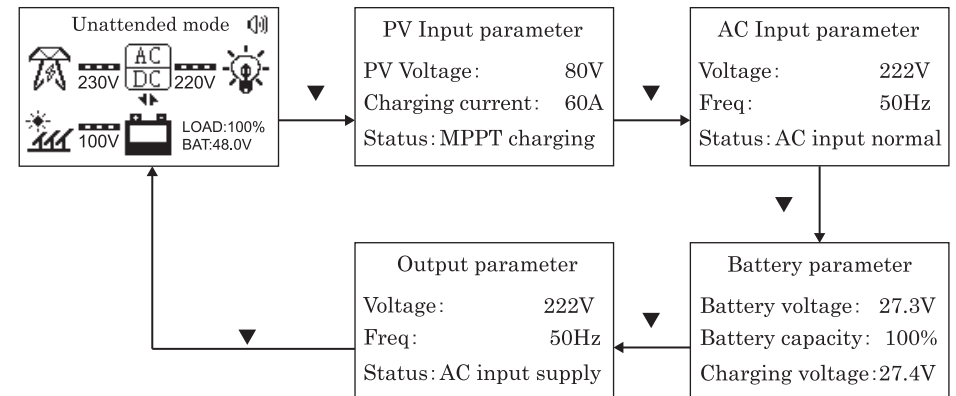 Unattended mode
AC
DC
230V
220V
100V
LOAD:100%
BAT:48.0V
PV Input parameter
PV Voltage: 80V
Charging current: 60A
Status: MPPT charging
AC Input parameter
Voltage: 222V
Freq: 50Hz
Status: AC input normal
Battery parameter
Battery voltage: 27.3V
Battery capacity: 100%
Charging voltage:27.4V
Output parameter
Voltage: 222V
Freq: 50Hz
Status: AC input supply